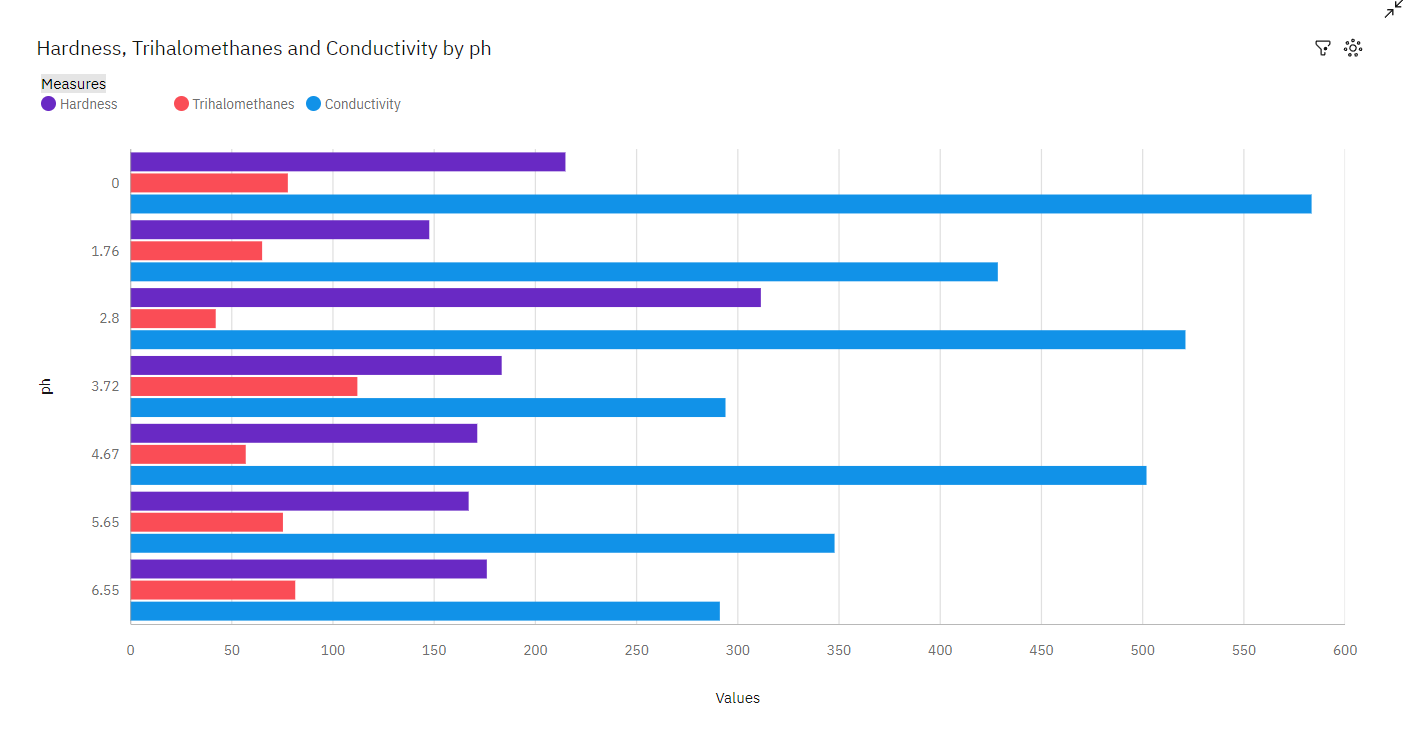 Hardness, Trihalomethanes and Conductivity by ph
Measures
Hardness Trihalomethanes Conductivity
0
1.76
2.8
3.72
4.67
5.65
6.55
ph
0 50 100 150 200 250 300 350 400 450 500 550 600
Values